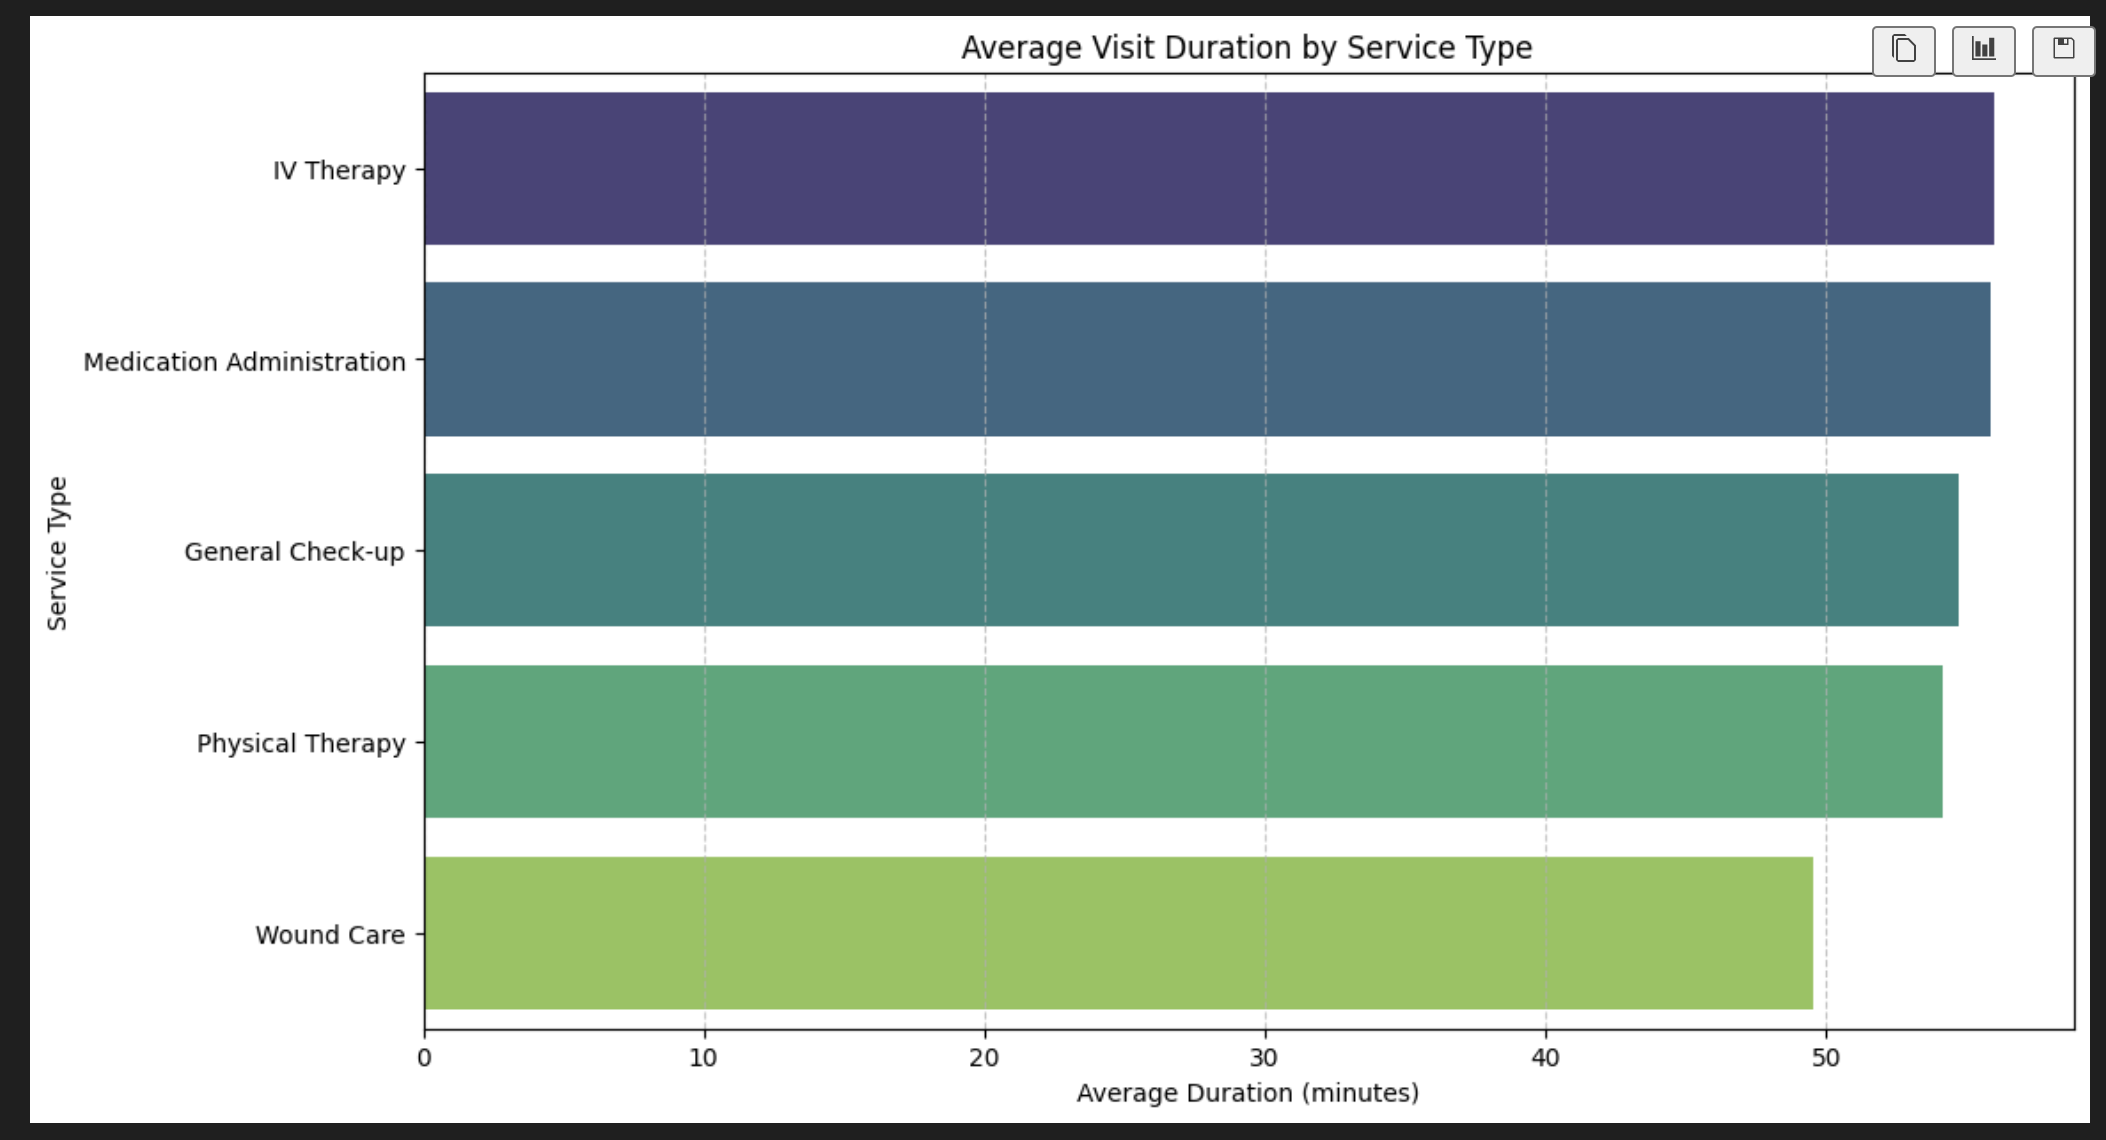 Average Visit Duration by Service Type
IV Therapy
Medication Administration
General Check-up
Physical Therapy
Wound Care
Service Type
0 10 20 30 40 50
Average Duration (minutes)